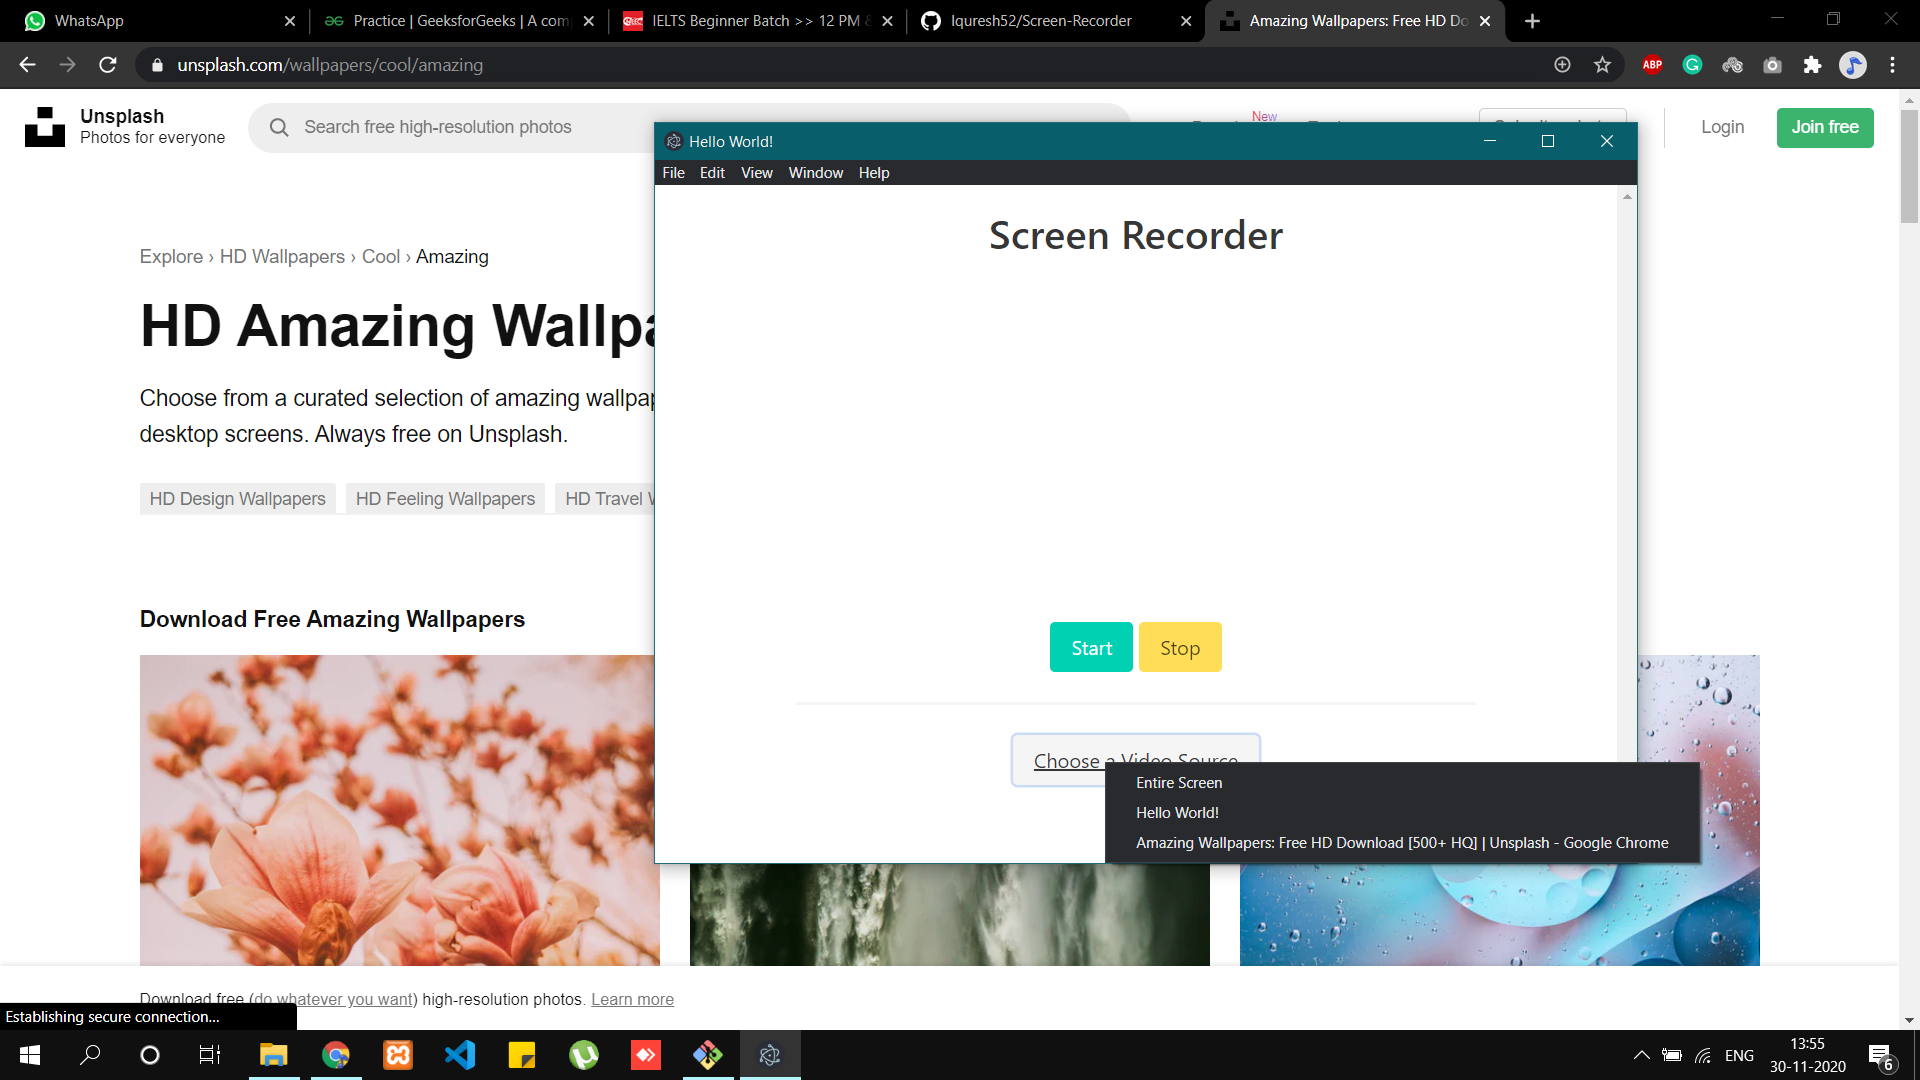 WhatsApp
Practice | GeeksforGeeks | A com
IELTS Beginner Batch >> 12 PM &
Iquresh52/Screen-Recorder
Amazing Wallpapers: Free HD Do
unsplash.com/wallpapers/cool/amazing
ABP
Unsplash
Photos for everyone
Search free high-resolution photos
New
Login
Join free
Hello World!
File Edit View Window Help
Screen Recorder
Explore › HD Wallpapers › Cool › Amazing
HD Amazing Wallpa
Choose from a curated selection of amazing wallpap
desktop screens. Always free on Unsplash.
HD Design Wallpapers
HD Feeling Wallpapers
HD Travel W
Download Free Amazing Wallpapers
Start
Stop
Choose a Video Source
Entire Screen
Hello World!
Amazing Wallpapers: Free HD Download [500+ HQ] | Unsplash - Google Chrome
Download free (do whatever you want) high-resolution photos. Learn more
Establishing secure connection...
ENG
13:55
30-11-2020
6